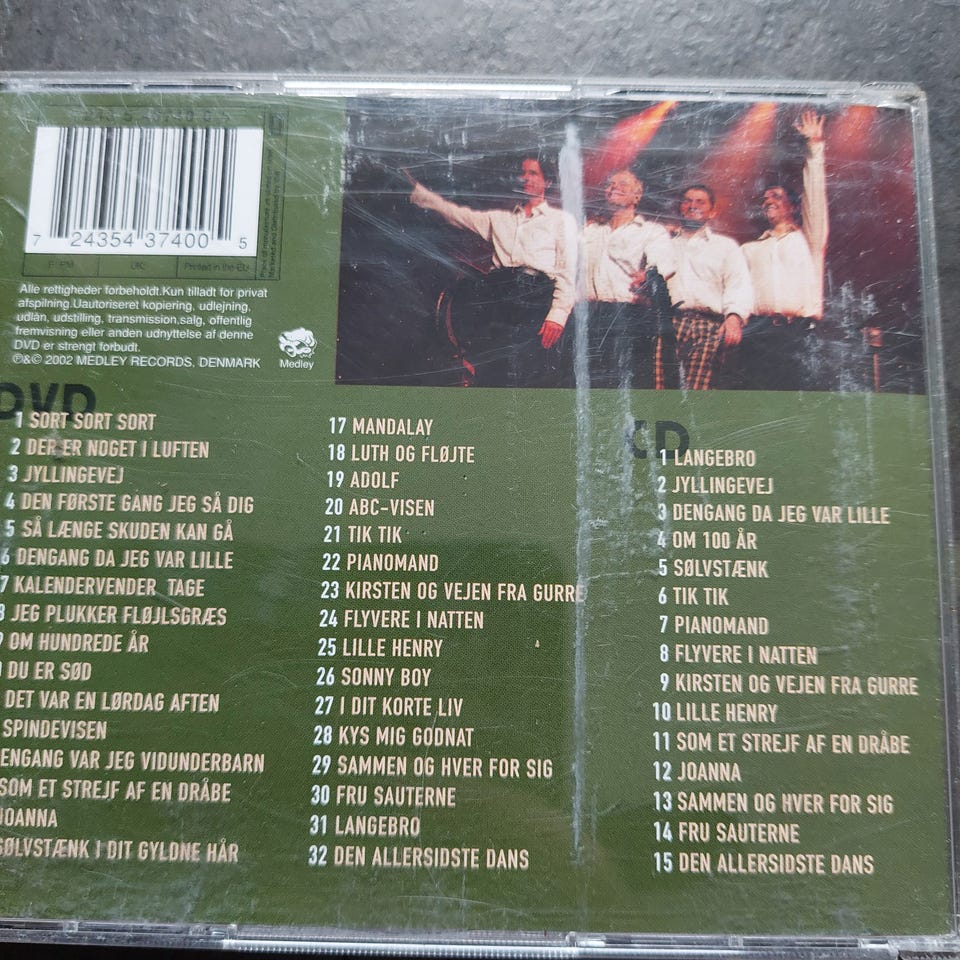 7 24354 37400 5
UK:
Printed in the EU
Alle rettigheder forbeholdt.Kun tilladt for privat
afspilning.Uautoriseret kopiering, udlejning,
udlån, udstilling, transmission,salg, offentlig
fremvisning eller anden udnyttelse af denne
DVD er strengt forbudt.
℗&© 2002 MEDLEY RECORDS, DENMARK
Medley
DVD
1 SORT SORT SORT
2 DER ER NOGET I LUFTEN
3 JYLLINGEVEJ
4 DEN FØRSTE GANG JEG SÅ DIG
5 SÅ LÆNGE SKUDEN KAN GÅ
6 DENGANG DA JEG VAR LILLE
7 KALENDERVENDER TAGE
8 JEG PLUKKER FLØJLSGRÆS
9 OM HUNDREDE ÅR
DU ER SØD
DET VAR EN LØRDAG AFTEN
SPINDEVISEN
ENGANG VAR JEG VIDUNDERBARN
SOM ET STREJF AF EN DRÅBE
JOANNA
SØLVSTÆNK I DIT GYLDNE HÅR
17 MANDALAY
18 LUTH OG FLØJTE
19 ADOLF
20 ABC-VISEN
21 TIK TIK
22 PIANOMAND
23 KIRSTEN OG VEJEN FRA GURRE
24 FLYVERE I NATTEN
25 LILLE HENRY
26 SONNY BOY
27 I DIT KORTE LIV
28 KYS MIG GODNAT
29 SAMMEN OG HVER FOR SIG
30 FRU SAUTERNE
31 LANGEBRO
32 DEN ALLERSIDSTE DANS
CD
1 LANGEBRO
2 JYLLINGEVEJ
3 DENGANG DA JEG VAR LILLE
4 OM 100 ÅR
5 SØLVSTÆNK
6 TIK TIK
7 PIANOMAND
8 FLYVERE I NATTEN
9 KIRSTEN OG VEJEN FRA GURRE
10 LILLE HENRY
11 SOM ET STREJF AF EN DRÅBE
12 JOANNA
13 SAMMEN OG HVER FOR SIG
14 FRU SAUTERNE
15 DEN ALLERSIDSTE DANS